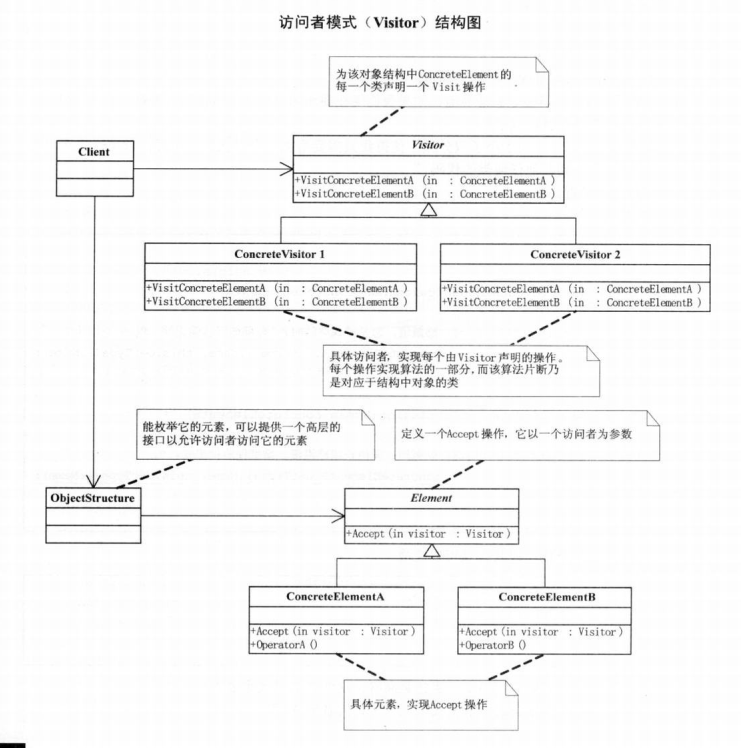 访问者模式（Visitor）结构图
为该对象结构中ConcreteElement的
每一个类声明一个 Visit 操作
Client
Visitor
+VisitConcreteElementA (in : ConcreteElementA)
+VisitConcreteElementB (in : ConcreteElementB)
ConcreteVisitor 1
+VisitConcreteElementA (in : ConcreteElementA)
+VisitConcreteElementB (in : ConcreteElementB)
ConcreteVisitor 2
+VisitConcreteElementA (in : ConcreteElementA)
+VisitConcreteElementB (in : ConcreteElementB)
具体访问者，实现每个由Visitor声明的操作。
每个操作实现算法的一部分，而该算法片断乃
是对应于结构中对象的类
能枚举它的元素，可以提供一个高层的
接口以允许访问者访问它的元素
定义一个Accept操作，它以一个访问者为参数
ObjectStructure
Element
+Accept(in visitor : Visitor)
ConcreteElementA
+Accept(in visitor : Visitor)
+OperatorA()
ConcreteElementB
+Accept(in visitor : Visitor)
+OperatorB()
具体元素，实现Accept操作